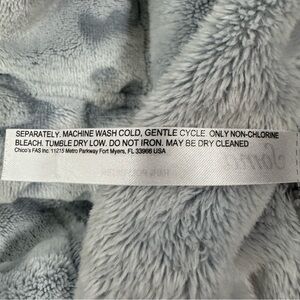 SEPARATELY. MACHINE WASH COLD, GENTLE CYCLE. ONLY NON-CHLORINE
BLEACH. TUMBLE DRY LOW. DO NOT IRON. MAY BE DRY CLEANED
Chico's FAS Inc. 11215 Metro Parkway Fort Myers, FL 33966 USA